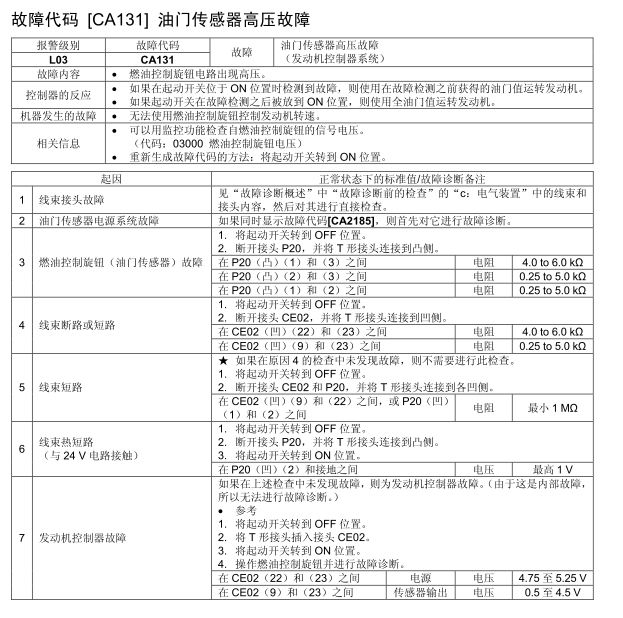 故障代码 [CA131] 油门传感器高压故障
报警级别 故障代码 故障 油门传感器高压故障
L03 CA131 （发动机控制器系统）
故障内容 • 燃油控制旋钮电路出现高压。
控制器的反应 • 如果在起动开关位于 ON 位置时检测到故障，则使用在故障检测之前获得的油门值运转发动机。
• 如果起动开关在故障检测之后被放到 ON 位置，则使用全油门值运转发动机。
机器发生的故障 • 无法使用燃油控制旋钮控制发动机转速。
相关信息 • 可以用监控功能检查自燃油控制旋钮的信号电压。
（代码：03000 燃油控制旋钮电压）
• 重新生成故障代码的方法：将起动开关转到 ON 位置。
起因 正常状态下的标准值/故障诊断备注
1 线束接头故障 见“故障诊断概述”中“故障诊断前的检查”的“c：电气装置”中的线束和
接头内容，然后对其进行直接检查。
2 油门传感器电源系统故障 如果同时显示故障代码[CA2185]，则首先对它进行故障诊断。
3 燃油控制旋钮（油门传感器）故障 1. 将起动开关转到 OFF 位置。
2. 断开接头 P20，并将 T 形接头连接到凸侧。
在 P20（凸）（1）和（3）之间 电阻 4.0 to 6.0 kΩ
在 P20（凸）（2）和（3）之间 电阻 0.25 to 5.0 kΩ
在 P20（凸）（1）和（2）之间 电阻 0.25 to 5.0 kΩ
4 线束断路或短路 1. 将起动开关转到 OFF 位置。
2. 断开接头 CE02，并将 T 形接头连接到凹侧。
在 CE02（凹）（22）和（23）之间 电阻 4.0 to 6.0 kΩ
在 CE02（凹）（9）和（23）之间 电阻 0.25 to 5.0 kΩ
5 线束短路 ★ 如果在原因 4 的检查中未发现故障，则不需要进行此检查。
1. 将起动开关转到 OFF 位置。
2. 断开接头 CE02 和 P20，并将 T 形接头连接到各凹侧。
在 CE02（凹）（9）和（22）之间，或 P20（凹）
（1）和（2）之间 电阻 最小 1 MΩ
6 线束热短路
（与 24 V 电路接触） 1. 将起动开关转到 OFF 位置。
2. 断开接头 P20，并将 T 形接头连接到凸侧。
3. 将起动开关转到 ON 位置。
在 P20（凹）（2）和接地之间 电压 最高 1 V
7 发动机控制器故障 如果在上述检查中未发现故障，则为发动机控制器故障。（由于这是内部故障，
所以无法进行故障诊断。）
• 参考
1. 将起动开关转到 OFF 位置。
2. 将 T 形接头插入接头 CE02。
3. 将起动开关转到 ON 位置。
4. 操作燃油控制旋钮并进行故障诊断。
在 CE02（22）和（23）之间 电源 电压 4.75 至 5.25 V
在 CE02（9）和（23）之间 传感器输出 电压 0.5 至 4.5 V